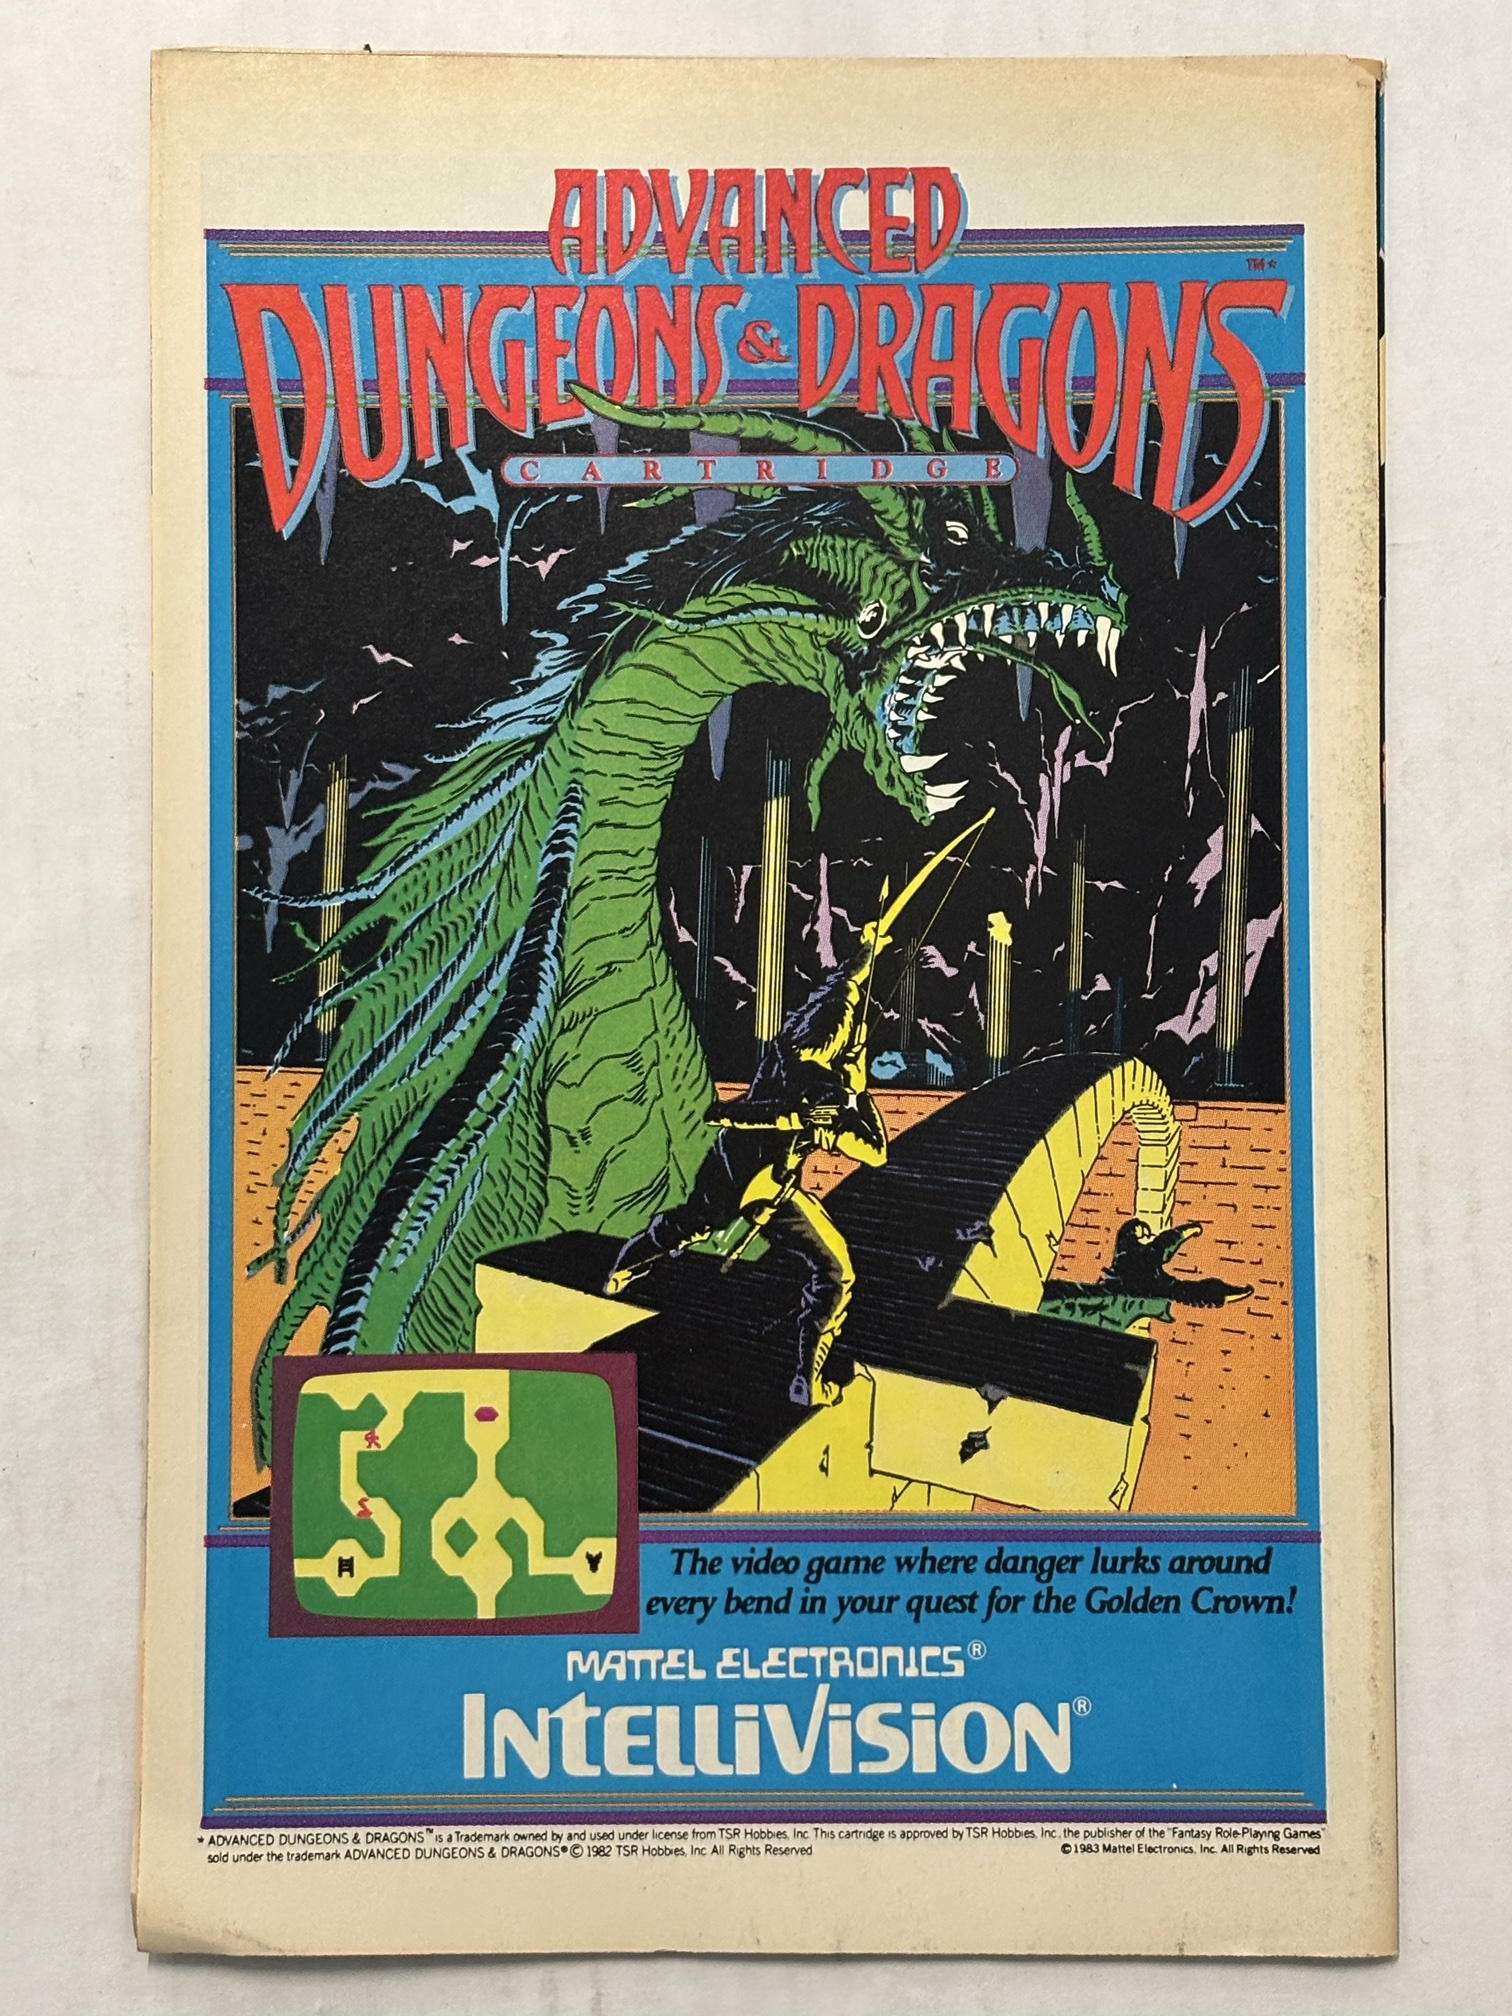 ADVANCED
DUNGEONS & DRAGONS™*
CARTRIDGE
The video game where danger lurks around
every bend in your quest for the Golden Crown!
MATTEL ELECTRONICS®
INTELLIVISION®
* ADVANCED DUNGEONS & DRAGONS™ is a Trademark owned by and used under license from TSR Hobbies, Inc. This cartridge is approved by TSR Hobbies, Inc., the publisher of the "Fantasy Role-Playing Games"
sold under the trademark ADVANCED DUNGEONS & DRAGONS® © 1982 TSR Hobbies, Inc. All Rights Reserved © 1983 Mattel Electronics, Inc. All Rights Reserved